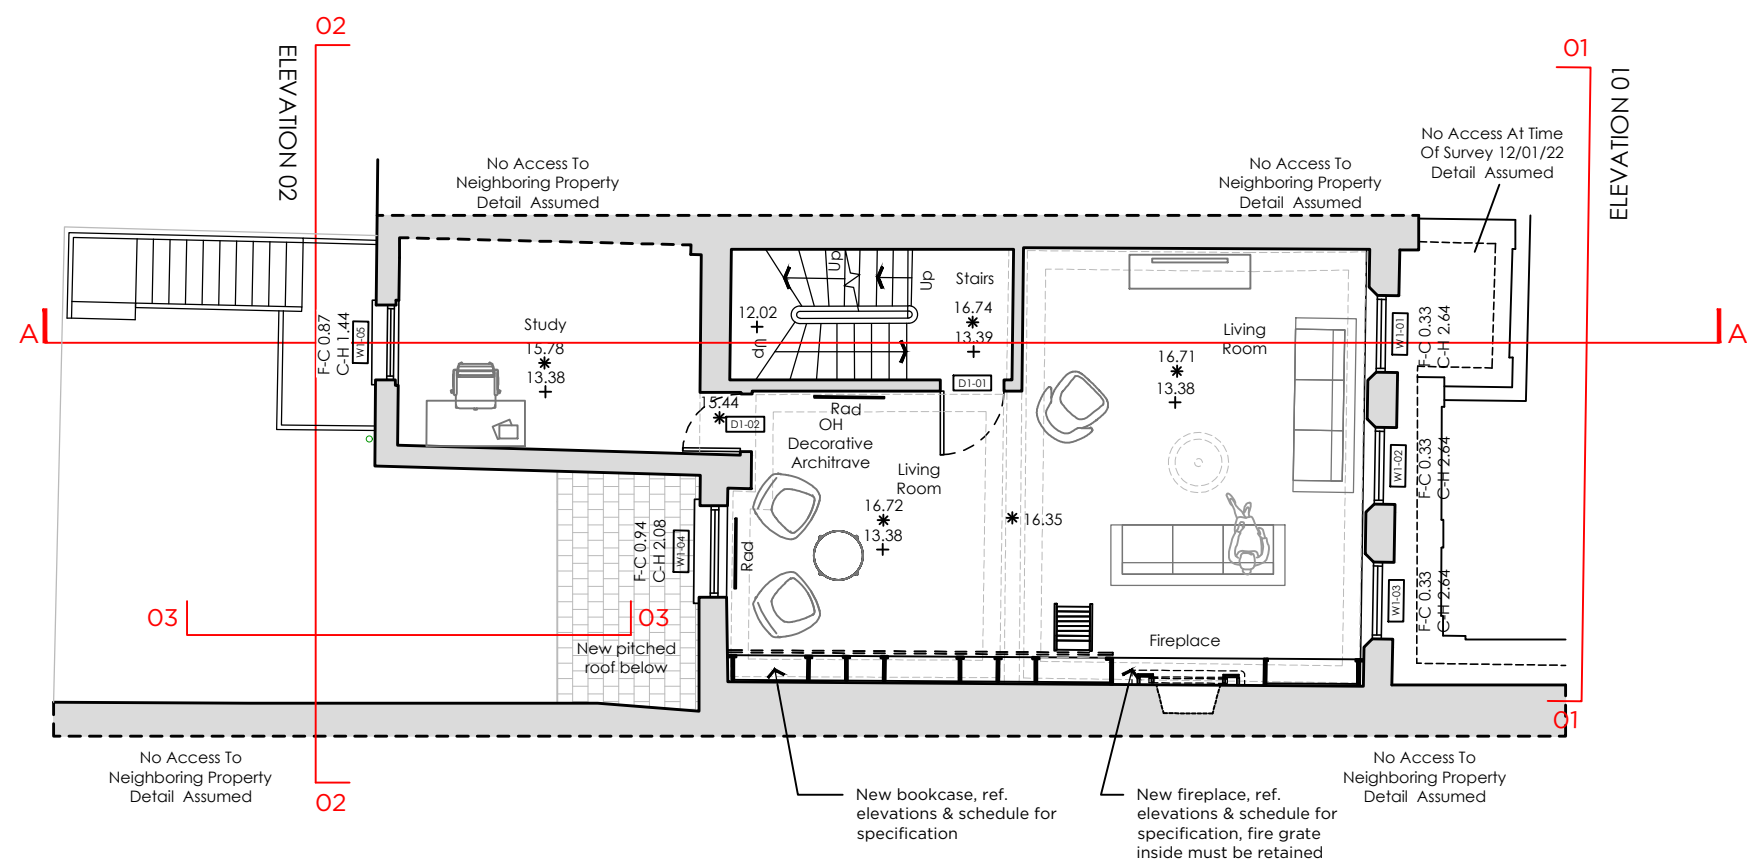 02
01
ELEVATION 02
ELEVATION 01
No Access To
Neighboring Property
Detail Assumed
No Access To
Neighboring Property
Detail Assumed
No Access At Time
Of Survey 12/01/22
Detail Assumed
A
A
F-C 0.87
C-H 1.44
W1-05
Study
15.78
13.38
12.02
Up
Up
Up
Stairs
16.74
13.39
D1-01
Living
Room
16.71
13.38
W1-01
F-C 0.33
C-H 2.64
15.44
D1-02
Rad
OH
Decorative
Architrave
Living
Room
16.72
13.38
16.35
W1-02
F-C 0.33
C-H 2.64
F-C 0.94
C-H 2.08
W1-04
Rad
W1-03
F-C 0.33
C-H 2.64
03
03
New pitched
roof below
Fireplace
01
02
No Access To
Neighboring Property
Detail Assumed
No Access To
Neighboring Property
Detail Assumed
New bookcase, ref.
elevations & schedule for
specification
New fireplace, ref.
elevations & schedule for
specification, fire grate
inside must be retained